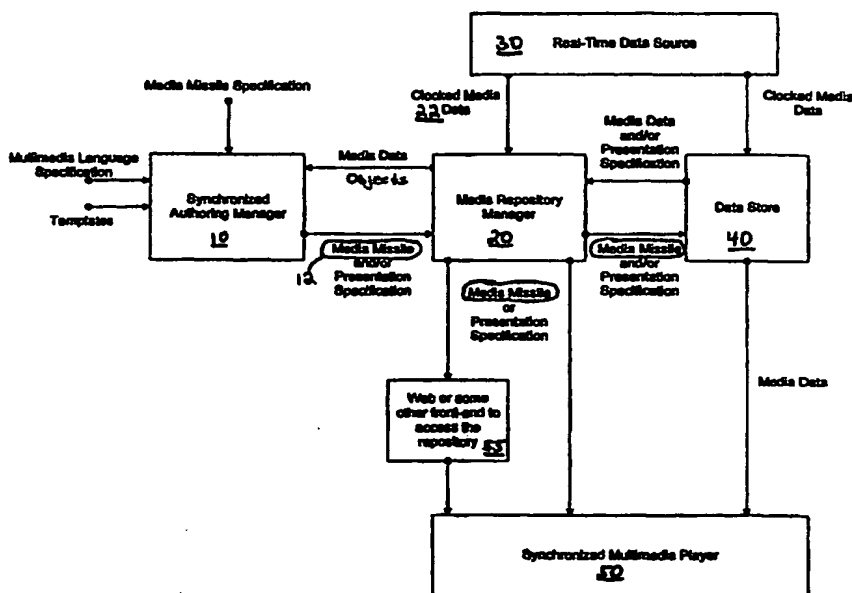 30 Real-Time Data Source
Media Missile Specification
Clocked Media
22 Data
Clocked Media
Data
Media Data
and/or
Presentation
Specification
Multimedia Language
Specification
Templates
Synchronized
Authoring Manager
10
Media Data
Objects
Media Repository
Manager
20
Data Store
40
12 Media Missile
and/or
Presentation
Specification
Media Missile
and/or
Presentation
Specification
Media Missile
or
Presentation
Specification
Media Data
Web or some
other front-end to
access the
repository 55
Synchronized Multimedia Player
50